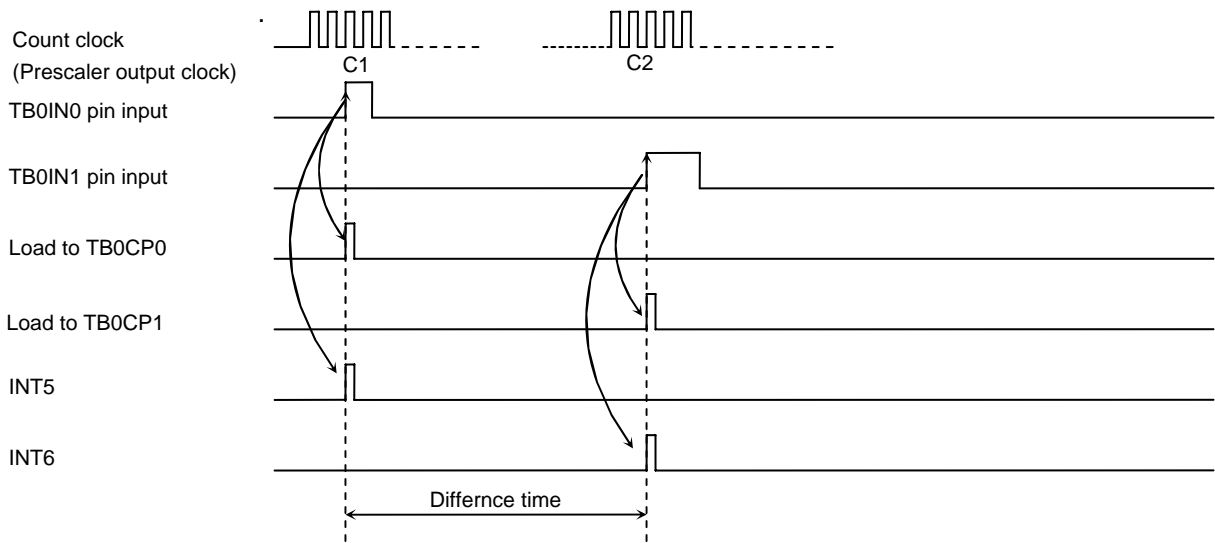 Count clock
(Prescaler output clock)
C1
C2
TB0IN0 pin input
TB0IN1 pin input
Load to TB0CP0
Load to TB0CP1
INT5
INT6
Differnce time